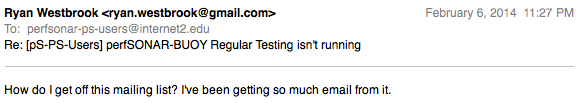 Ryan Westbrook <ryan.westbrook@gmail.com> February 6, 2014 11:27 PM
To: perfsonar-ps-users@internet2.edu
Re: [pS-PS-Users] perfSONAR-BUOY Regular Testing isn't running
How do I get off this mailing list? I've been getting so much email from it.